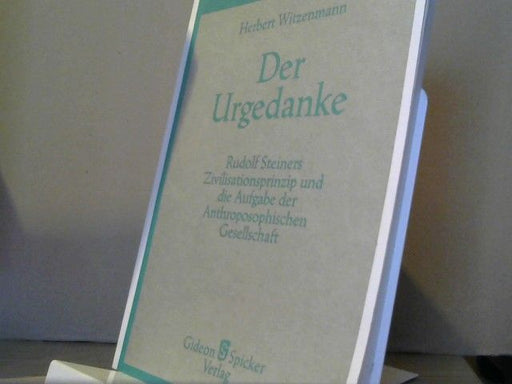 Herbert Witzenmann
Der
Urgedanke
Rudolf Steiners
Zivilisationsprinzip und
die Aufgabe der
Anthroposophischen
Gesellschaft
Gideon Spicker
Verlag